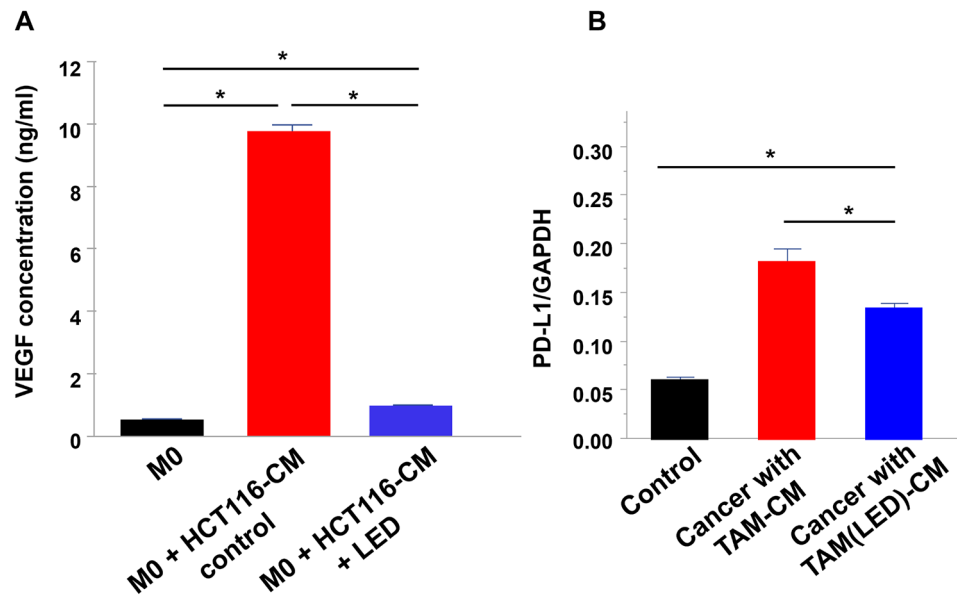 A
VEGF concentration (ng/ml)
12
10
8
6
4
2
0
*
*
*
M0
M0 + HCT116-CM
control
M0 + HCT116-CM
+ LED
B
PD-L1/GAPDH
0.30
0.25
0.20
0.15
0.10
0.05
0.00
*
*
Control
Cancer with
TAM-CM
Cancer with
TAM(LED)-CM